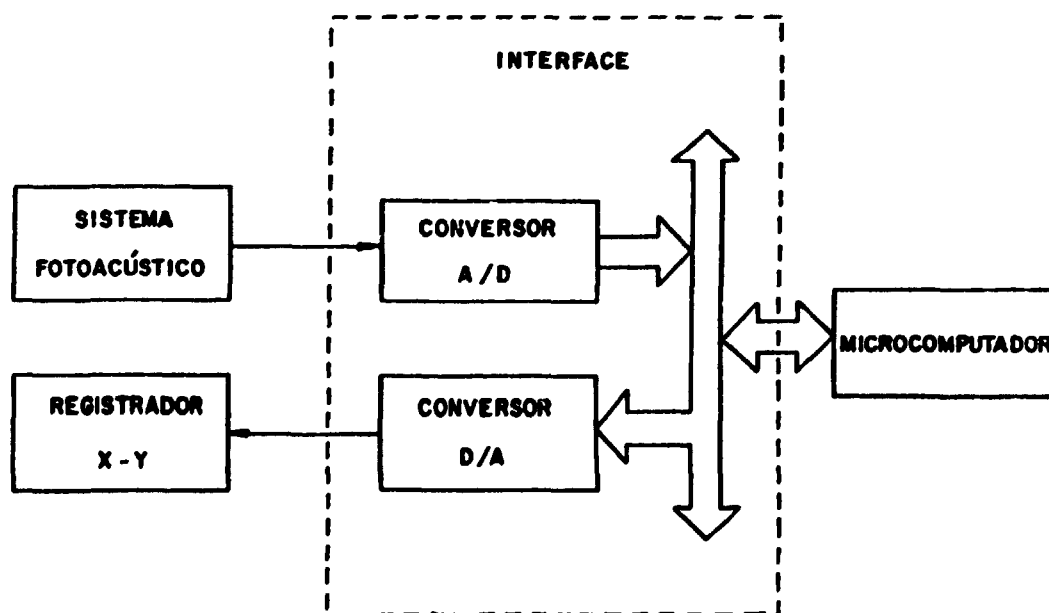 INTERFACE
SISTEMA
FOTOACÚSTICO
CONVERSOR
A/D
MICROCOMPUTADOR
REGISTRADOR
X-Y
CONVERSOR
D/A